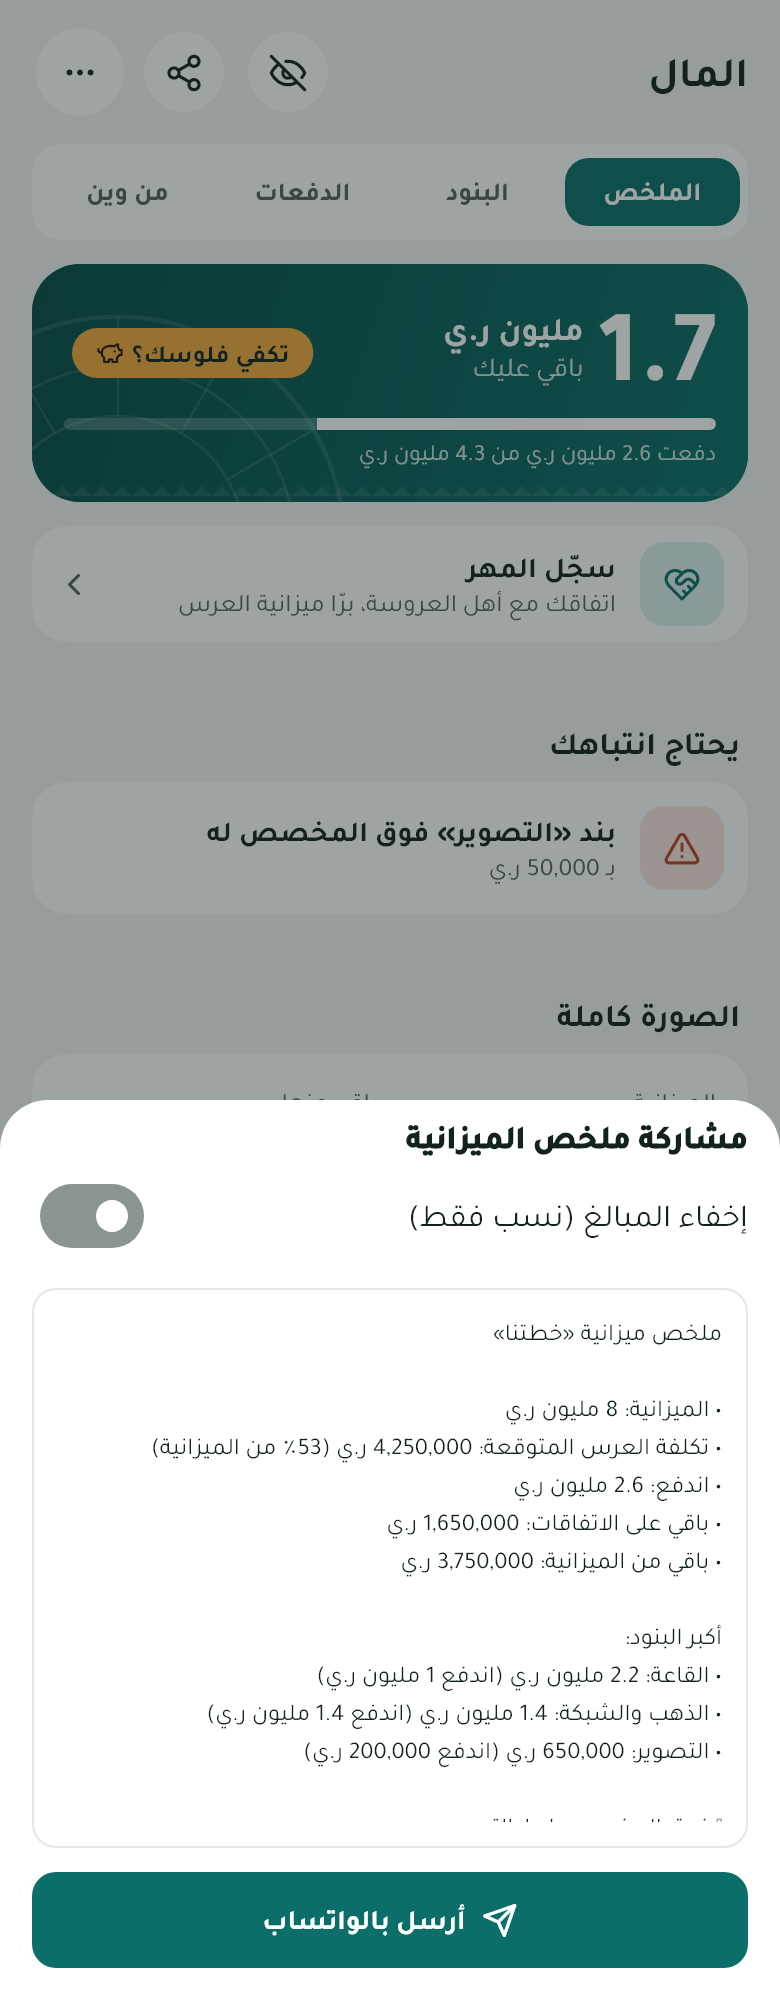 المال
الملخص
البنود
الدفعات
من وين
1.7 مليون ر.ي
باقي عليك
تكفي فلوسك؟
دفعت 2.6 مليون ر.ي من 4.3 مليون ر.ي
سجّل المهر
اتفاقك مع أهل العروسة، برّا ميزانية العرس
يحتاج انتباهك
بند «التصوير» فوق المخصص له
بـ 50,000 ر.ي
الصورة كاملة
مشاركة ملخص الميزانية
إخفاء المبالغ (نسب فقط)
ملخص ميزانية «خطتنا»
• الميزانية: 8 مليون ر.ي
• تكلفة العرس المتوقعة: 4,250,000 ر.ي (53٪ من الميزانية)
• اندفع: 2.6 مليون ر.ي
• باقي على الاتفاقات: 1,650,000 ر.ي
• باقي من الميزانية: 3,750,000 ر.ي
أكبر البنود:
• القاعة: 2.2 مليون ر.ي (اندفع 1 مليون ر.ي)
• الذهب والشبكة: 1.4 مليون ر.ي (اندفع 1.4 مليون ر.ي)
• التصوير: 650,000 ر.ي (اندفع 200,000 ر.ي)
أرسل بالواتساب